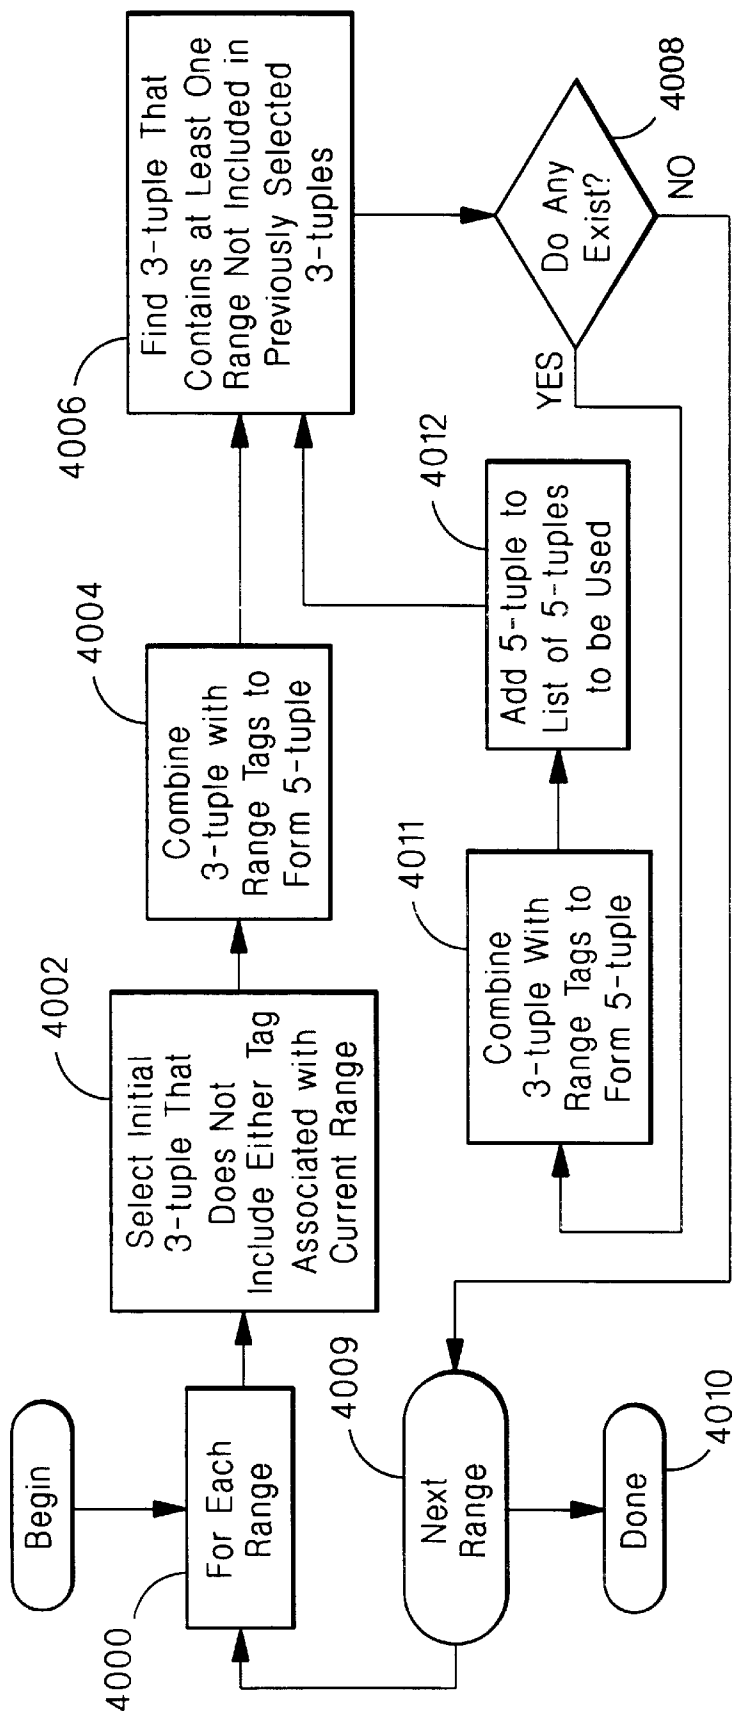 Begin
4000
For Each
Range
4002
Select Initial
3-tuple That
Does Not
Include Either Tag
Associated with
Current Range
4004
Combine
3-tuple with
Range Tags to
Form 5-tuple
4006
Find 3-tuple That
Contains at Least One
Range Not Included in
Previously Selected
3-tuples
4008
Do Any
Exist?
YES
NO
4011
Combine
3-tuple With
Range Tags to
Form 5-tuple
4012
Add 5-tuple to
List of 5-tuples
to be Used
4009
Next
Range
4010
Done